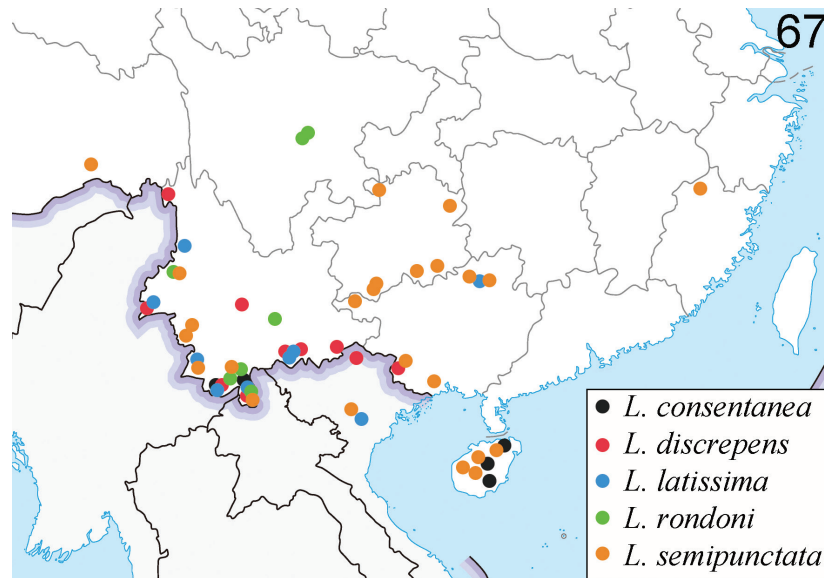 67
L. consentanea
L. discrepens
L. latissima
L. rondoni
L. semipunctata